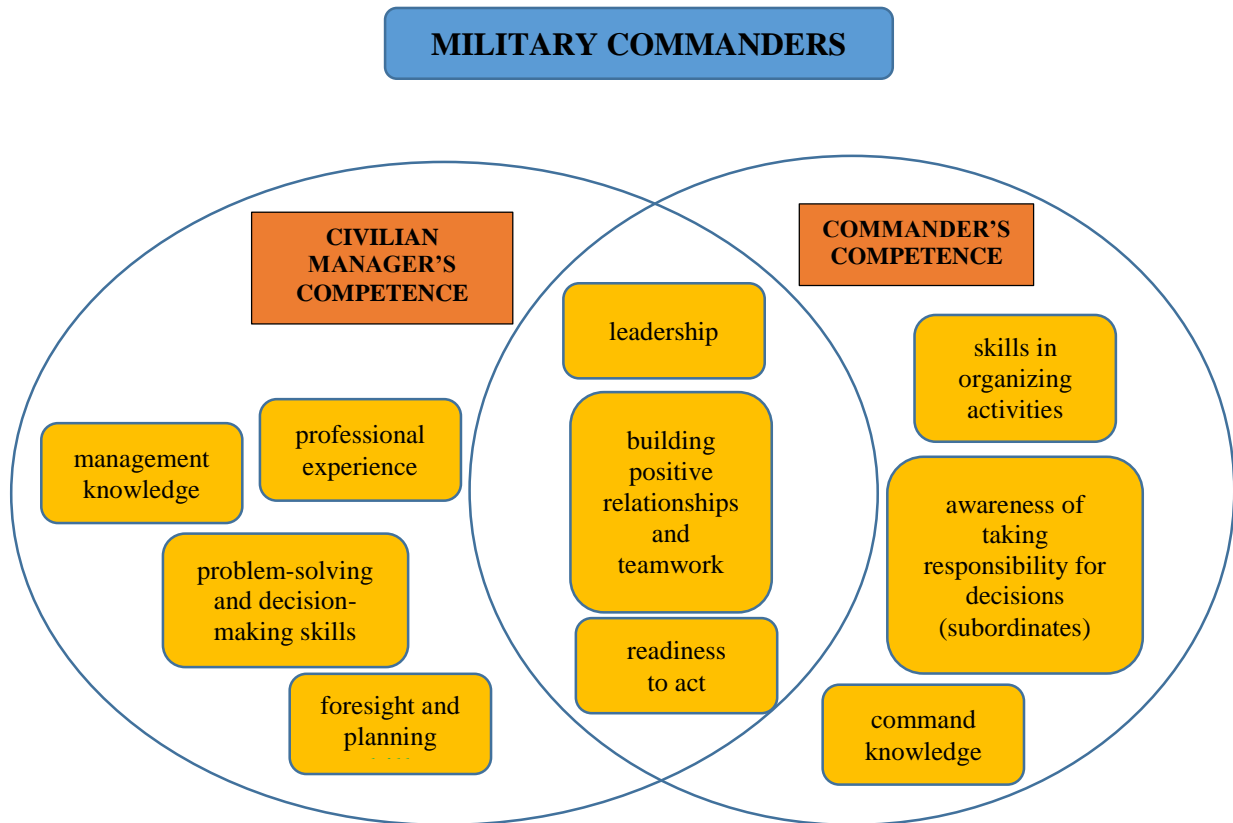 MILITARY COMMANDERS
CIVILIAN
MANAGER’S
COMPETENCE
management
knowledge
professional
experience
problem-solving
and decision-
making skills
foresight and
planning
leadership
building
positive
relationships
and
teamwork
readiness
to act
COMMANDER’S
COMPETENCE
skills in
organizing
activities
awareness of
taking
responsibility for
decisions
(subordinates)
command
knowledge